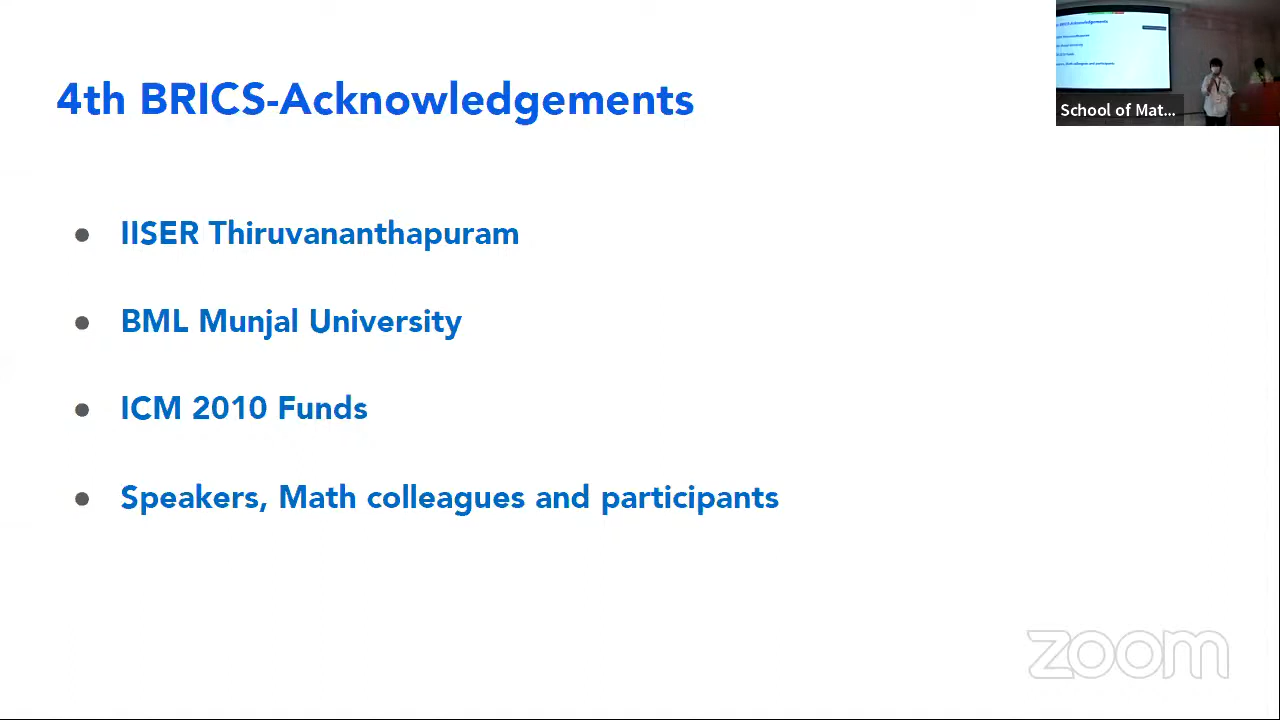 4th BRICS-Acknowledgements
School of Mat...
● IISER Thiruvananthapuram
● BML Munjal University
● ICM 2010 Funds
● Speakers, Math colleagues and participants
zoom